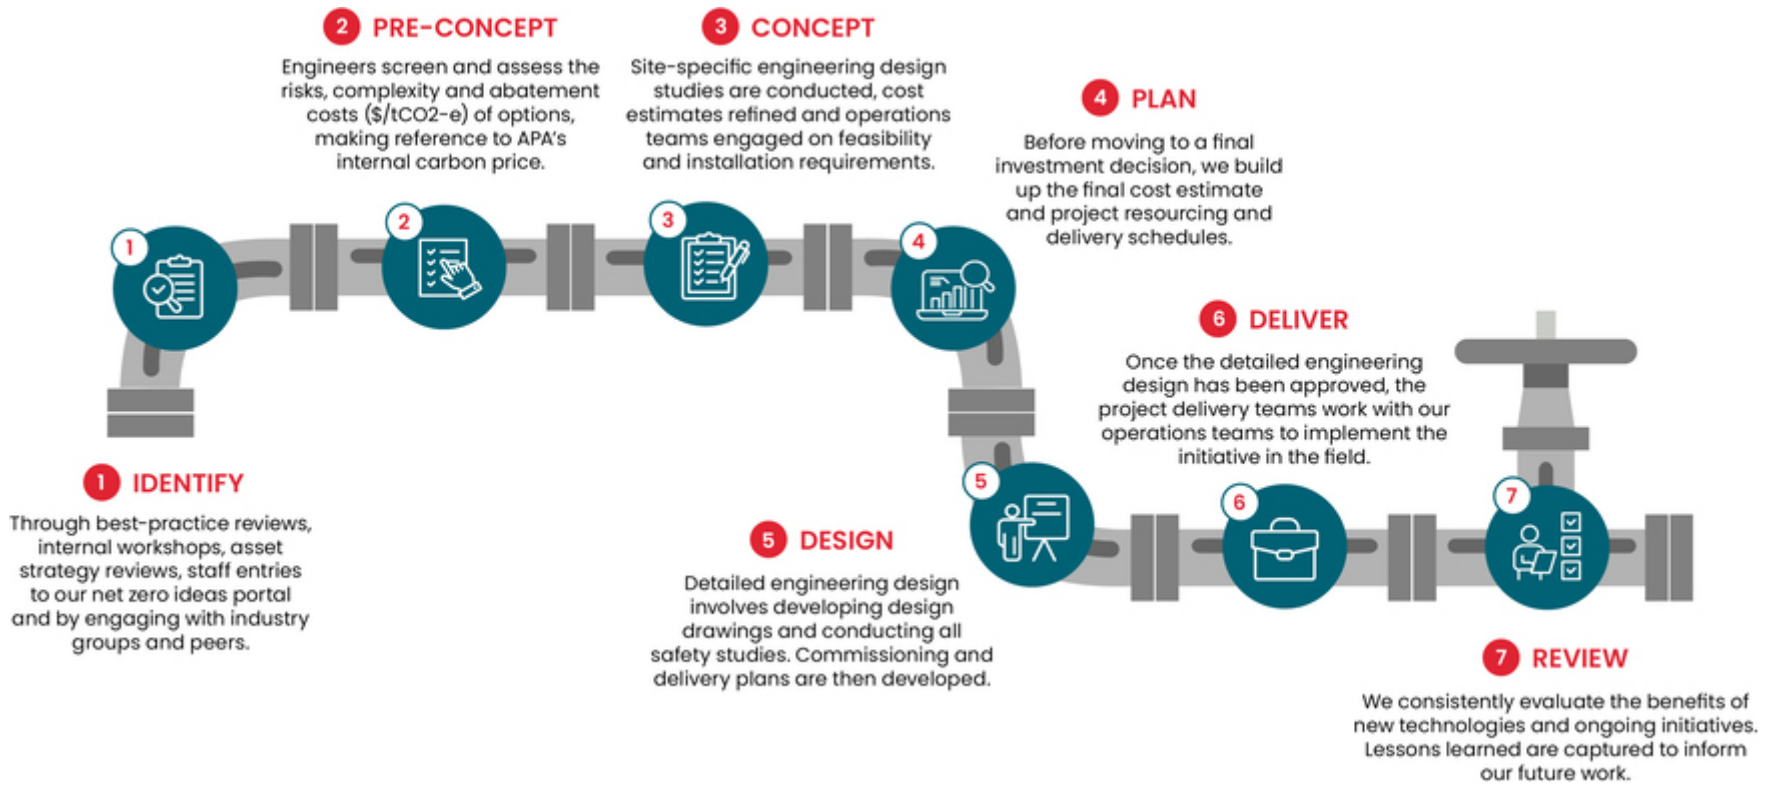 2 PRE-CONCEPT
Engineers screen and assess the
risks, complexity and abatement
costs ($/tCO2-e) of options,
making reference to APA's
internal carbon price.
3 CONCEPT
Site-specific engineering design
studies are conducted, cost
estimates refined and operations
teams engaged on feasibility
and installation requirements.
4 PLAN
Before moving to a final
investment decision, we build
up the final cost estimate
and project resourcing and
delivery schedules.
1
2
3
4
6 DELIVER
Once the detailed engineering
design has been approved, the
project delivery teams work with our
operations teams to implement the
initiative in the field.
1 IDENTIFY
Through best-practice reviews,
internal workshops, asset
strategy reviews, staff entries
to our net zero ideas portal
and by engaging with industry
groups and peers.
5
6
7
5 DESIGN
Detailed engineering design
involves developing design
drawings and conducting all
safety studies. Commissioning and
delivery plans are then developed.
7 REVIEW
We consistently evaluate the benefits of
new technologies and ongoing initiatives.
Lessons learned are captured to inform
our future work.